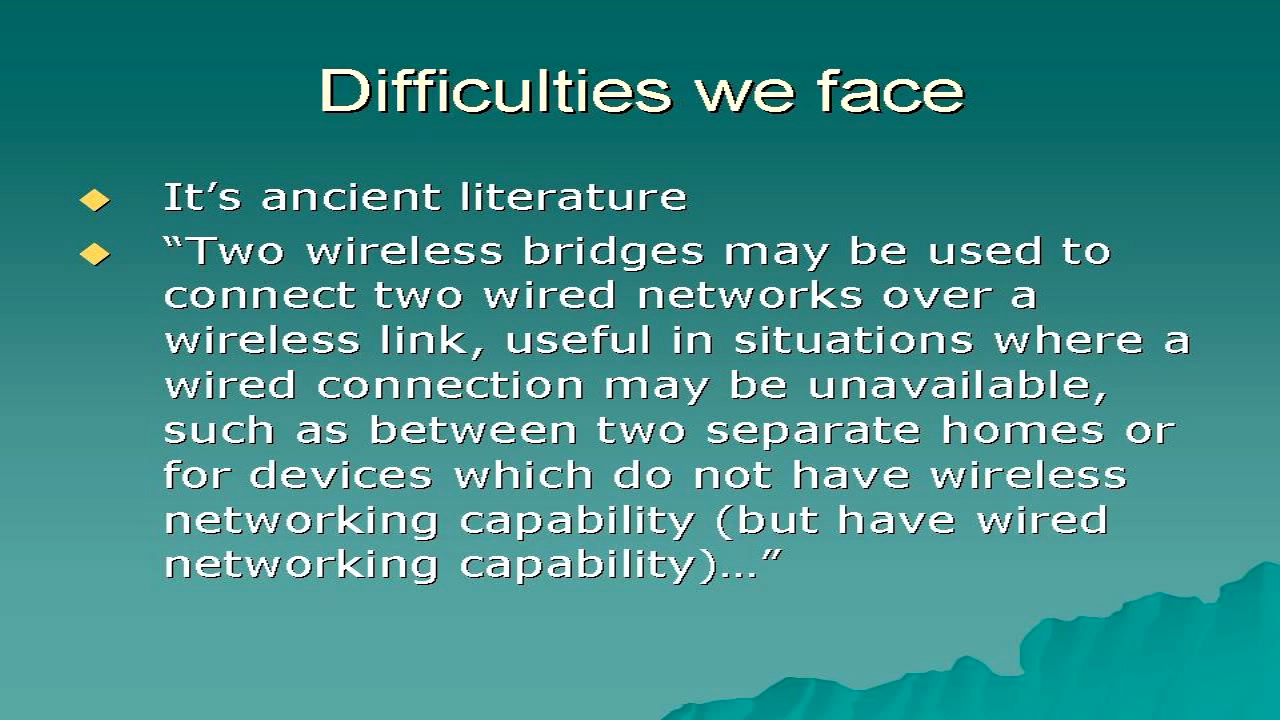 Difficulties we face
It’s ancient literature
“Two wireless bridges may be used to
connect two wired networks over a
wireless link, useful in situations where a
wired connection may be unavailable,
such as between two separate homes or
for devices which do not have wireless
networking capability (but have wired
networking capability)…”